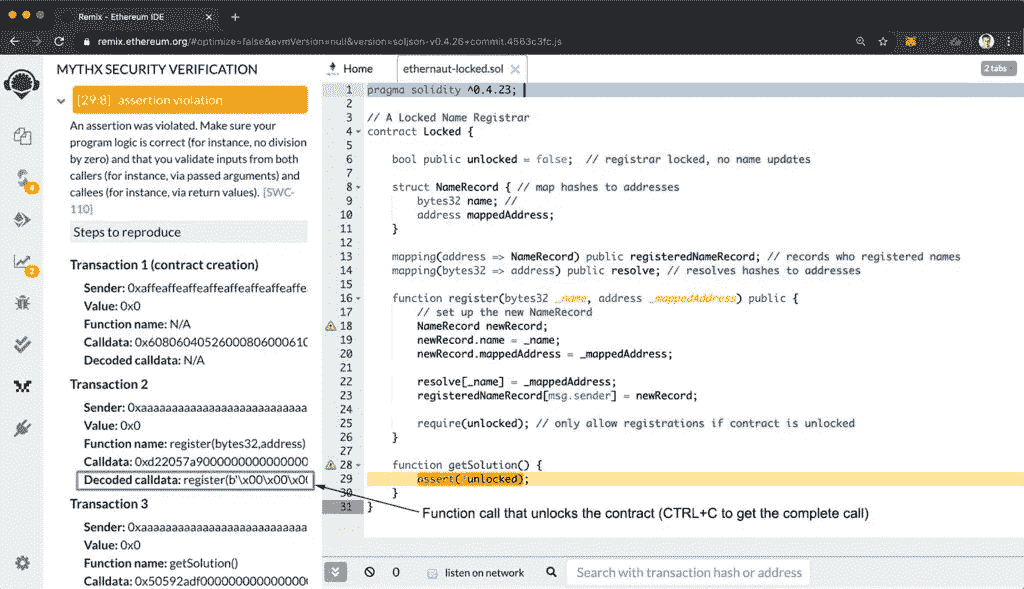 Remix - Ethereum IDE
remix.ethereum.org/#optimize=false&evmVersion=null&version=soljson-v0.4.26+commit.4563c3fc.js
MYTHX SECURITY VERIFICATION
[29:8] assertion violation
An assertion was violated. Make sure your
program logic is correct (for instance, no division
by zero) and that you validate inputs from both
callers (for instance, via passed arguments) and
callees (for instance, via return values). [SWC-
110]
Steps to reproduce
Transaction 1 (contract creation)
Sender: 0xaffeaffeaffeaffeaffeaffeaffeaffe
Value: 0x0
Function name: N/A
Calldata: 0x60806040526000806000610
Decoded calldata: N/A
Transaction 2
Sender: 0xaaaaaaaaaaaaaaaaaaaaaaaa
Value: 0x0
Function name: register(bytes32,address)
Calldata: 0xd22057a9000000000000000
Decoded calldata: register(b'\x00\x00\x00
Transaction 3
Sender: 0xaaaaaaaaaaaaaaaaaaaaaaaa
Value: 0x0
Function name: getSolution()
Calldata: 0x50592adf0000000000000000
4
2
Home
ethernaut-locked.sol
2 tabs
1 pragma solidity ^0.4.23;
2
3 // A Locked Name Registrar
4 contract Locked {
5
6 bool public unlocked = false; // registrar locked, no name updates
7
8 struct NameRecord { // map hashes to addresses
9 bytes32 name; //
10 address mappedAddress;
11 }
12
13 mapping(address => NameRecord) public registeredNameRecord; // records who registered names
14 mapping(bytes32 => address) public resolve; // resolves hashes to addresses
15
16 function register(bytes32 _name, address _mappedAddress) public {
17 // set up the new NameRecord
18 NameRecord newRecord;
19 newRecord.name = _name;
20 newRecord.mappedAddress = _mappedAddress;
21
22 resolve[_name] = _mappedAddress;
23 registeredNameRecord[msg.sender] = newRecord;
24
25 require(unlocked); // only allow registrations if contract is unlocked
26 }
27
28 function getSolution() {
29 assert(!unlocked);
30 }
31 }
Function call that unlocks the contract (CTRL+C to get the complete call)
0
listen on network
Search with transaction hash or address